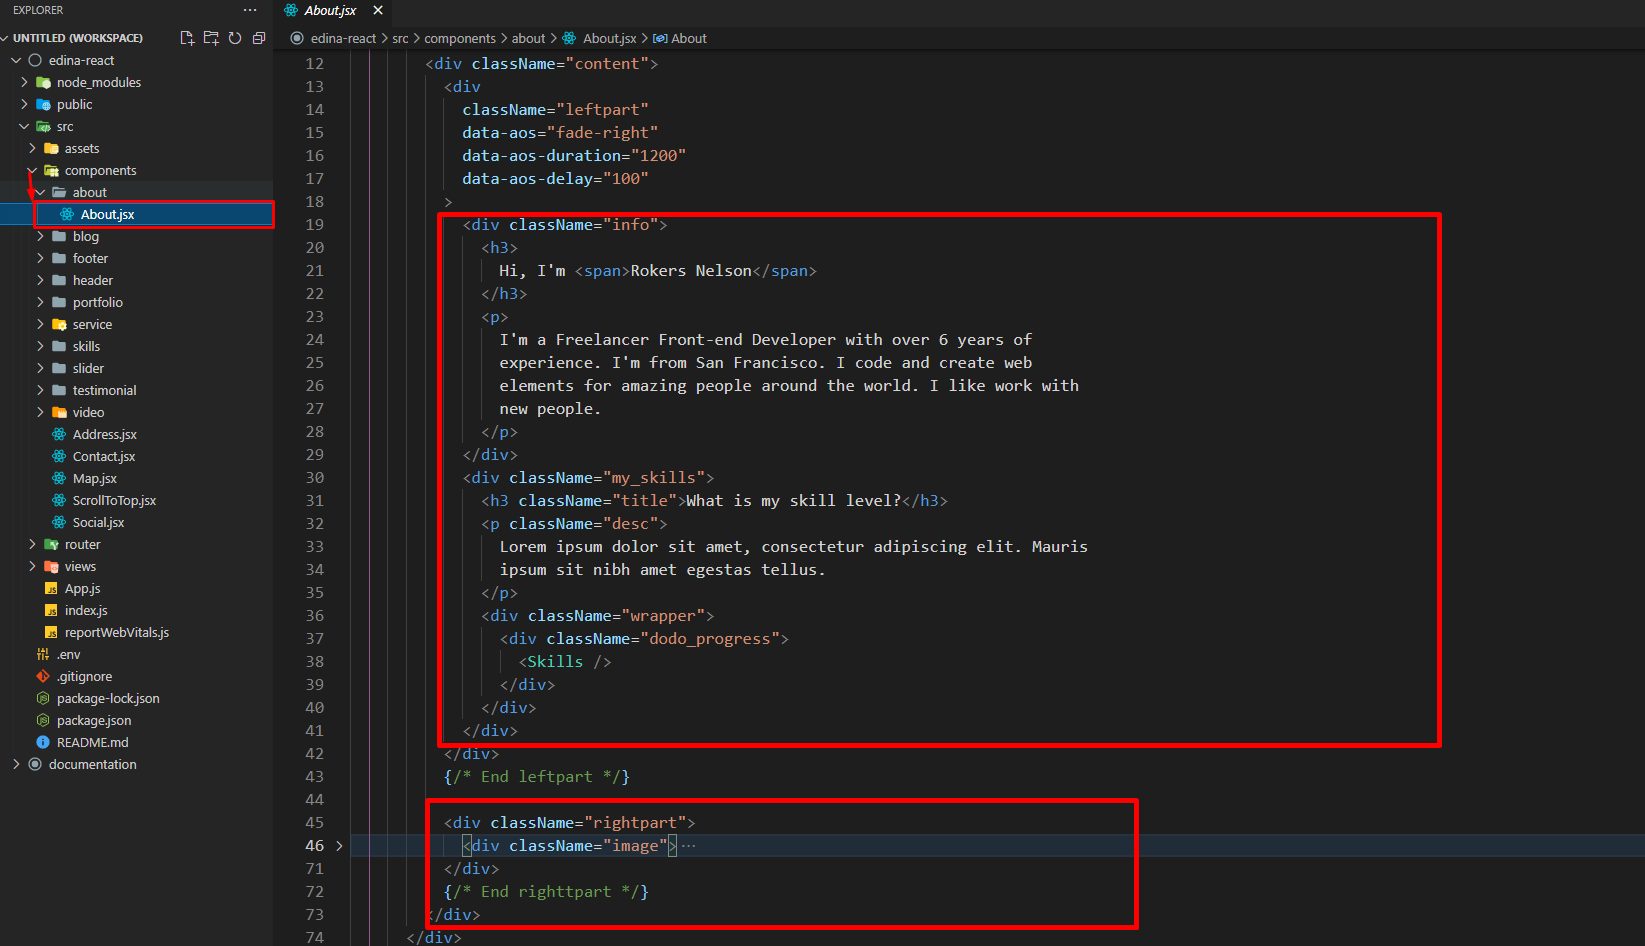 EXPLORER
UNTITLED (WORKSPACE)
edina-react
node_modules
public
src
assets
components
about
About.jsx
blog
footer
header
portfolio
service
skills
slider
testimonial
video
Address.jsx
Contact.jsx
Map.jsx
ScrollToTop.jsx
Social.jsx
router
views
App.js
index.js
reportWebVitals.js
.env
.gitignore
package-lock.json
package.json
README.md
documentation
About.jsx
edina-react > src > components > about > About.jsx > About
12 <div className="content">
13 <div
14 className="leftpart"
15 data-aos="fade-right"
16 data-aos-duration="1200"
17 data-aos-delay="100"
18 >
19 <div className="info">
20 <h3>
21 Hi, I'm <span>Rokers Nelson</span>
22 </h3>
23 <p>
24 I'm a Freelancer Front-end Developer with over 6 years of
25 experience. I'm from San Francisco. I code and create web
26 elements for amazing people around the world. I like work with
27 new people.
28 </p>
29 </div>
30 <div className="my_skills">
31 <h3 className="title">What is my skill level?</h3>
32 <p className="desc">
33 Lorem ipsum dolor sit amet, consectetur adipiscing elit. Mauris
34 ipsum sit nibh amet egestas tellus.
35 </p>
36 <div className="wrapper">
37 <div className="dodo_progress">
38 <Skills />
39 </div>
40 </div>
41 </div>
42 </div>
43 {/* End leftpart */}
44
45 <div className="rightpart">
46 <div className="image">···
71 </div>
72 {/* End righttpart */}
73 </div>
74 </div>